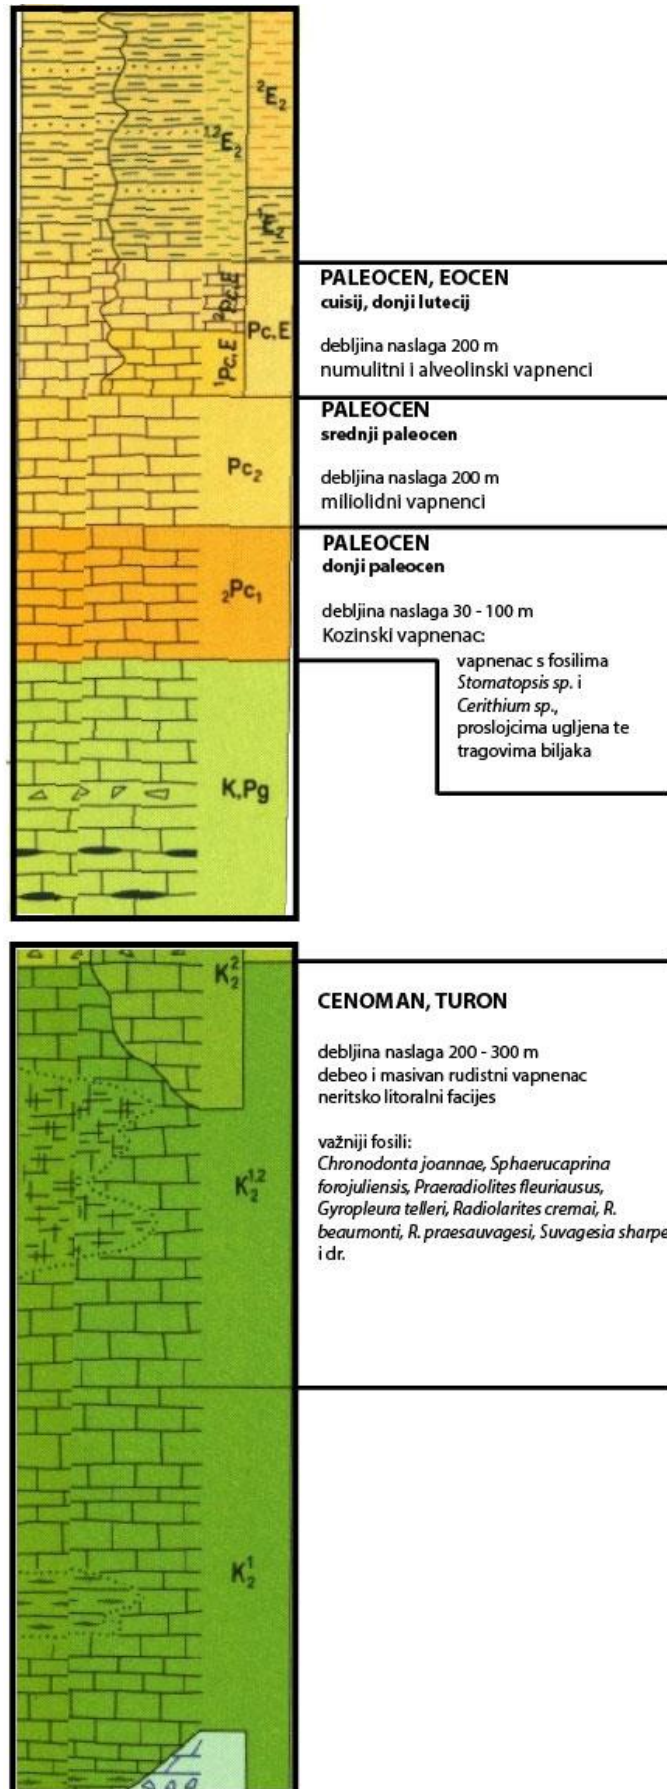 ²E₂
¹,²E₂
¹E₂
PALEOCEN, EOCEN
cuisij, donji lutecij
debljina naslaga 200 m
numulitni i alveolinski vapnenci
²Pc,E
Pc,E
¹Pc,E
PALEOCEN
srednji paleocen
debljina naslaga 200 m
miliolidni vapnenci
Pc₂
PALEOCEN
donji paleocen
debljina naslaga 30 - 100 m
Kozinski vapnenac:
vapnenac s fosilima
Stomatopsis sp. i
Cerithium sp.,
proslojcima ugljena te
tragovima biljaka
₂Pc₁
K,Pg
K₂²
CENOMAN, TURON
debljina naslaga 200 - 300 m
debeo i masivan rudistni vapnenac
neritsko litoralni facijes
važniji fosili:
Chronodonta joannae, Sphaerucaprina
forojuliensis, Praeradiolites fleuriausus,
Gyropleura telleri, Radiolarites cremai, R.
beaumonti, R. praesauvagesi, Suvagesia sharpe
i dr.
K₂¹,²
K₂¹